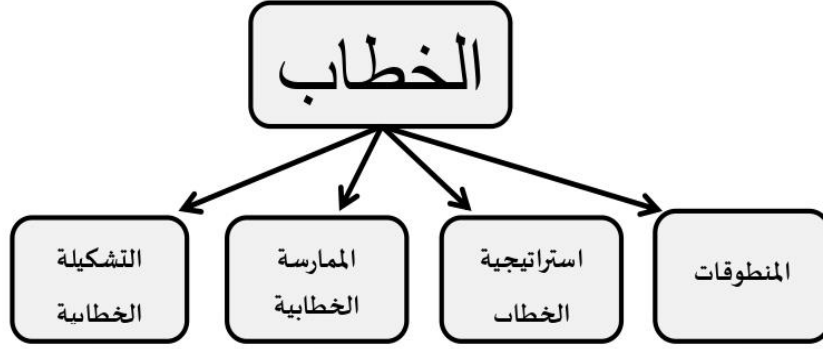 الخطاب
المنطوقات
استراتيجية
الخطاب
الممارسة
الخطابية
التشكيلة
الخطابية